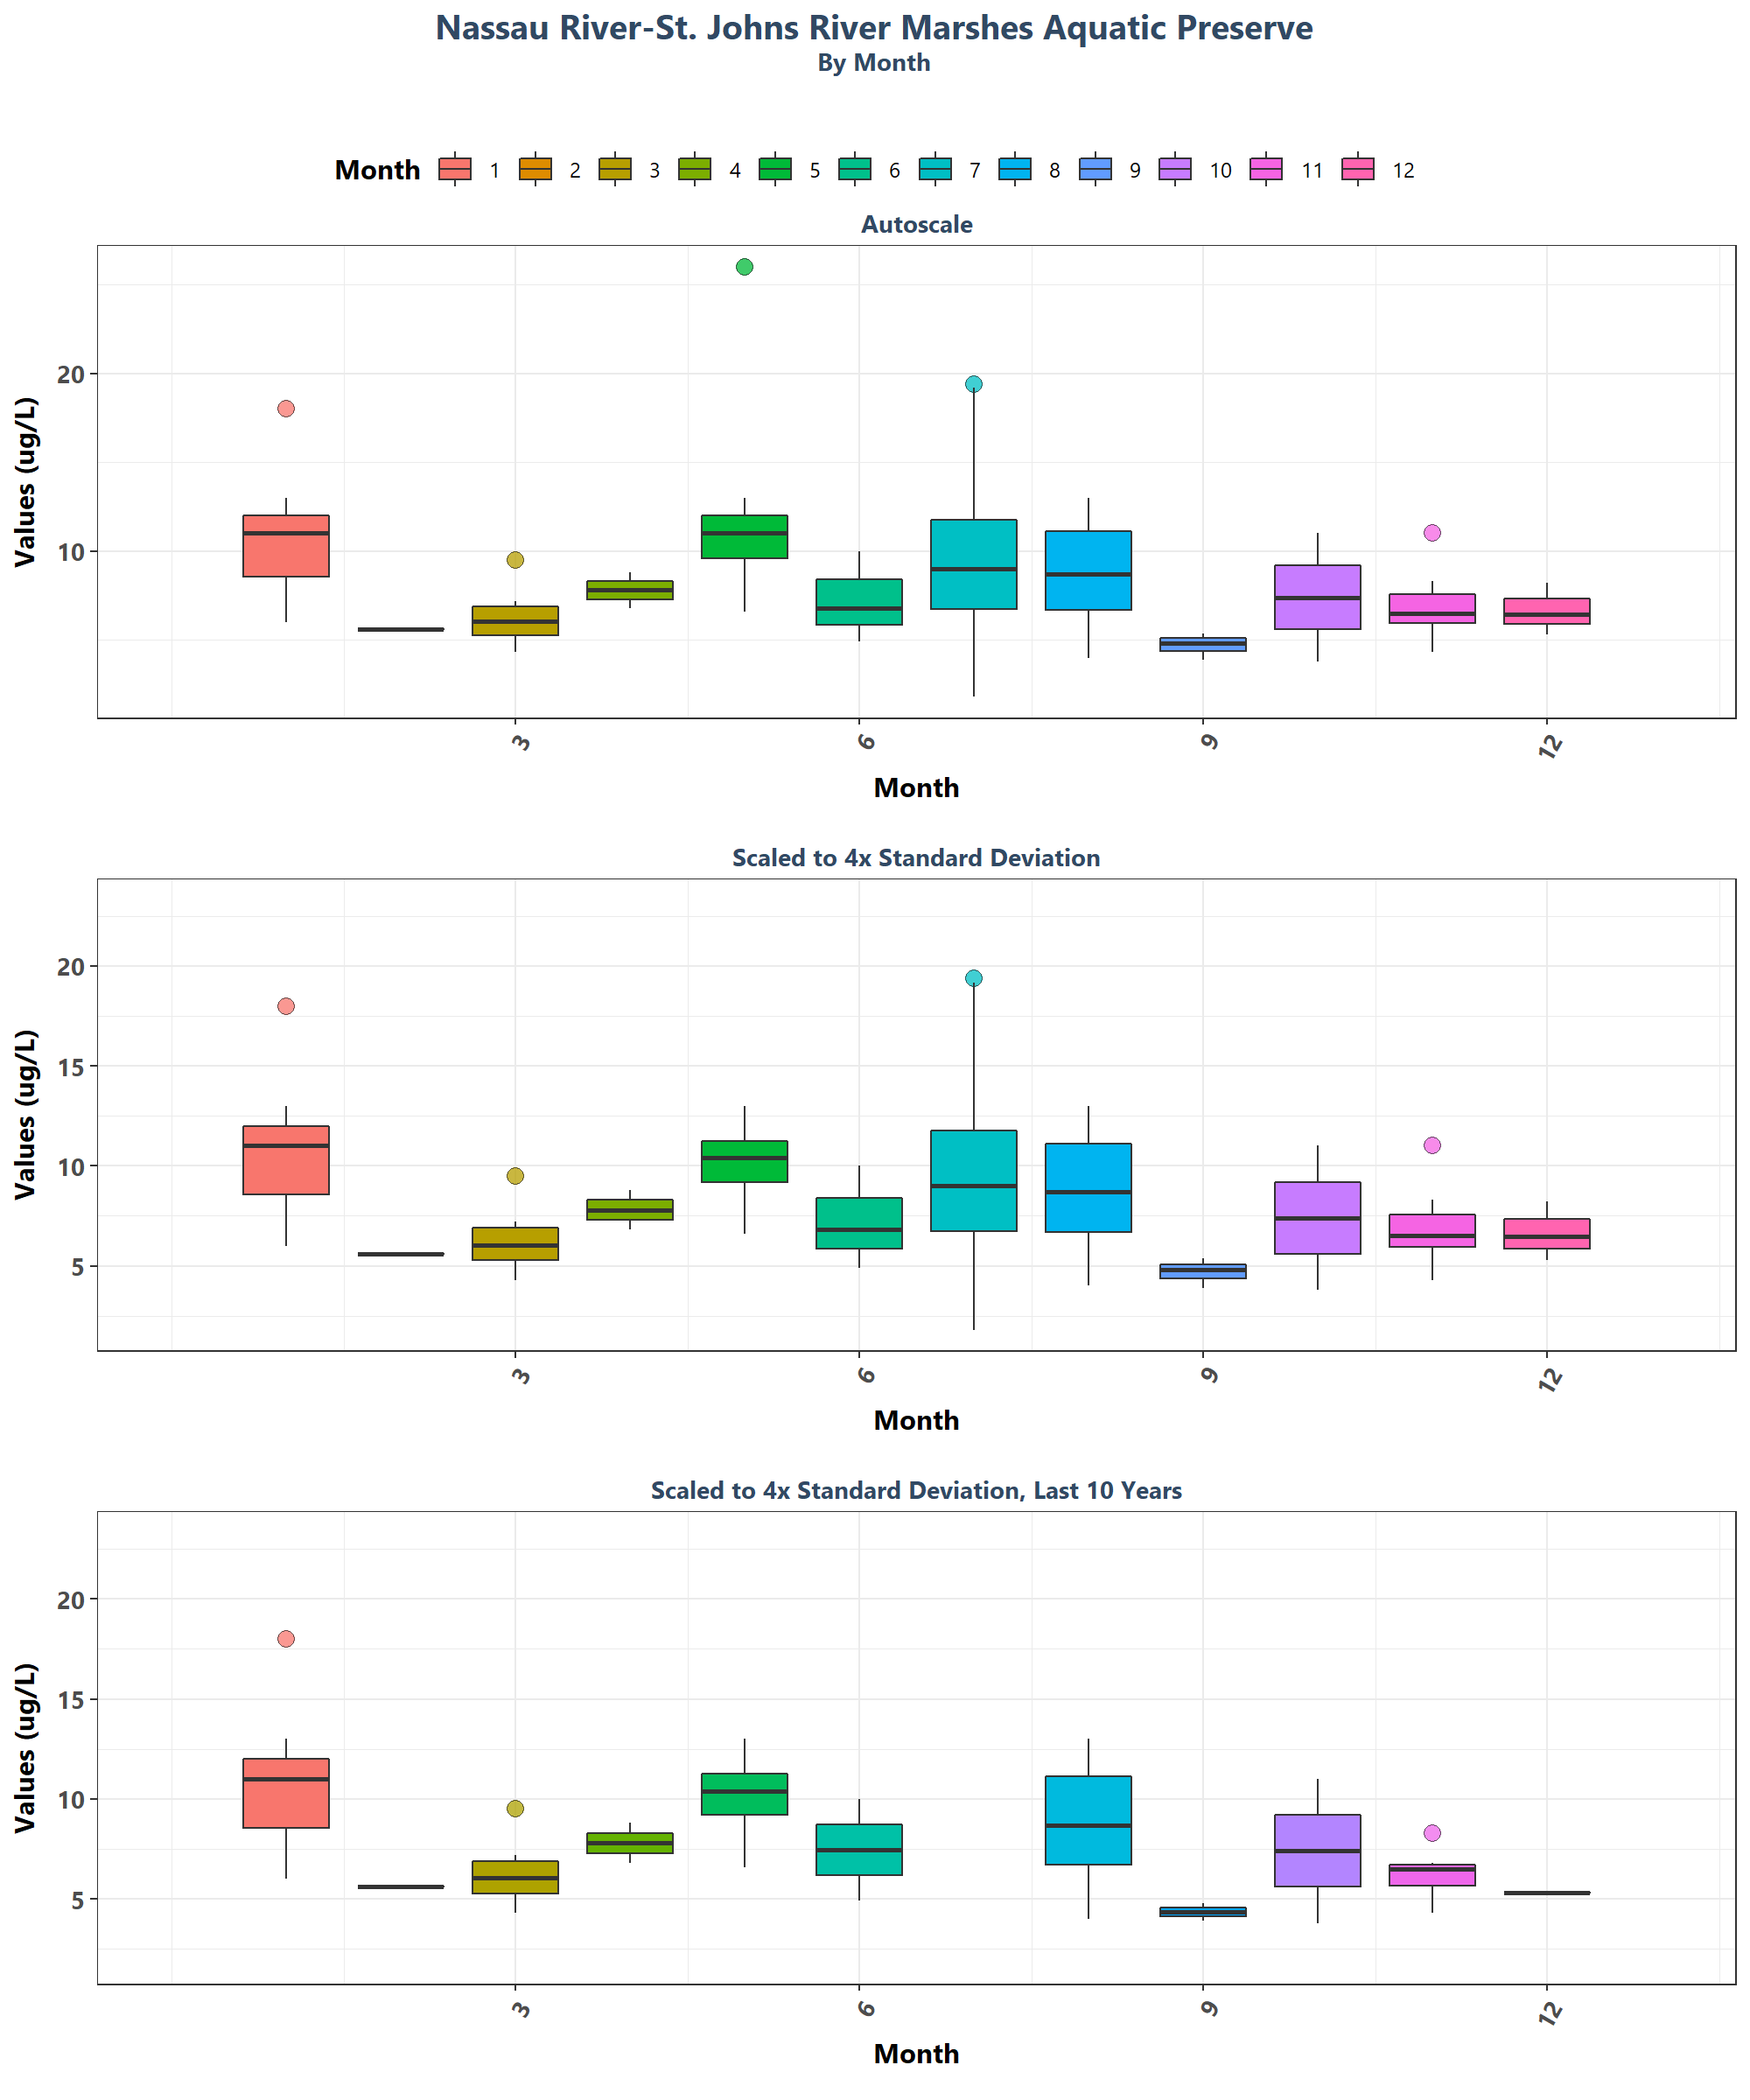 Nassau River-St. Johns River Marshes Aquatic Preserve
By Month
Month 1 2 3 4 5 6 7 8 9 10 11 12
Autoscale
Values (ug/L)
20
10
3 6 9 12
Month
Scaled to 4x Standard Deviation
Values (ug/L)
20
15
10
5
3 6 9 12
Month
Scaled to 4x Standard Deviation, Last 10 Years
Values (ug/L)
20
15
10
5
3 6 9 12
Month